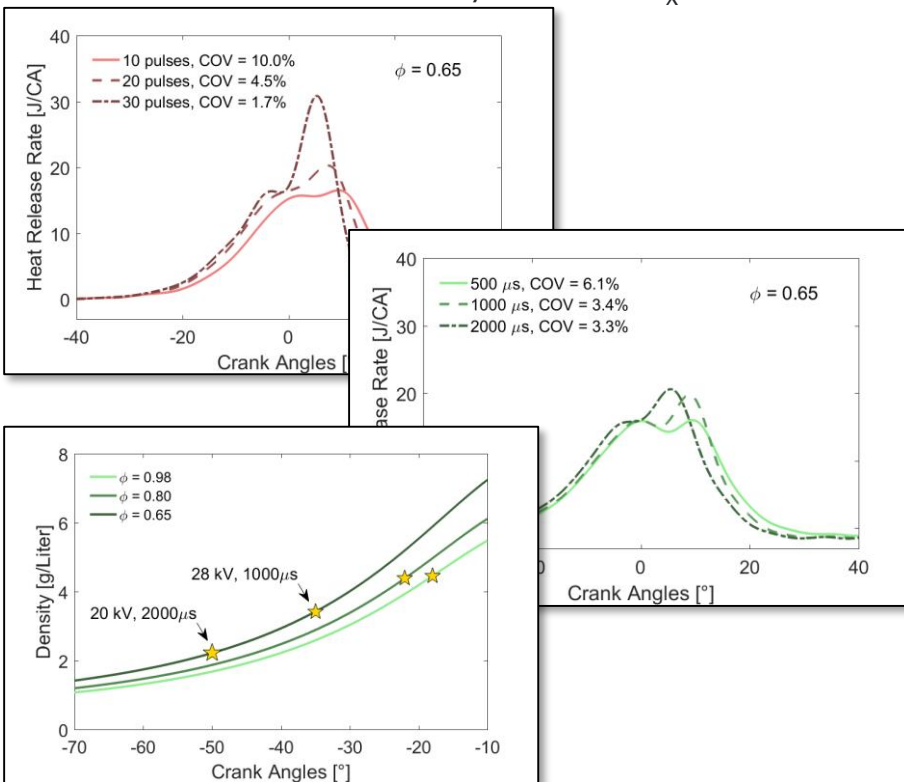 40
30
20
10
0
-40
-20
0
Heat Release Rate [J/CA]
Crank Angles [
10 pulses, COV = 10.0%
20 pulses, COV = 4.5%
30 pulses, COV = 1.7%
ϕ = 0.65
40
30
20
ease Rate [J/CA]
500 μs, COV = 6.1%
1000 μs, COV = 3.4%
2000 μs, COV = 3.3%
ϕ = 0.65
0
0
20
40
Crank Angles [°]
8
6
4
2
0
Density [g/Liter]
ϕ = 0.98
ϕ = 0.80
ϕ = 0.65
28 kV, 1000μs
20 kV, 2000μs
-70
-60
-50
-40
-30
-20
-10
Crank Angles [°]